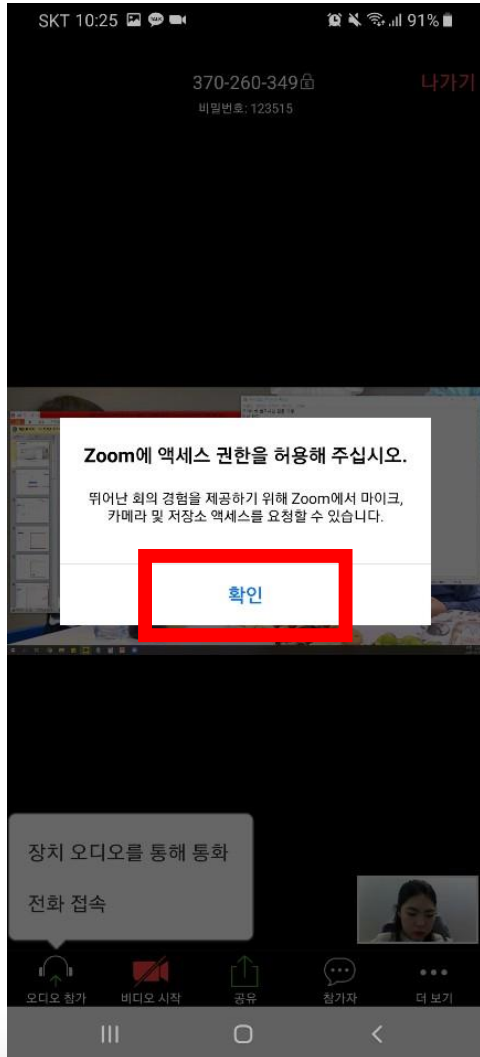 SKT 10:25 91%
370-260-349
나가기
비밀번호: 123515
Zoom에 액세스 권한을 허용해 주십시오.
뛰어난 회의 경험을 제공하기 위해 Zoom에서 마이크,
카메라 및 저장소 액세스를 요청할 수 있습니다.
확인
장치 오디오를 통해 통화
전화 접속
오디오 참가 비디오 시작 공유 참가자 더 보기